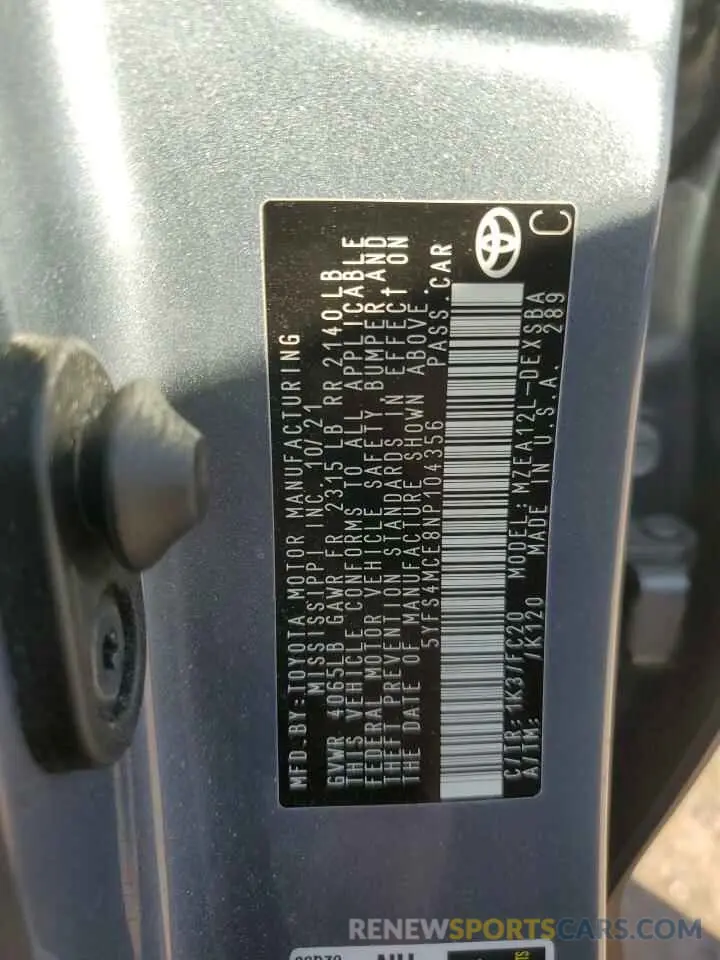 MFD. BY: TOYOTA MOTOR MANUFACTURING
MISSISSIPPI INC. 10/21
GVWR 4065LB GAWR FR 2315 LB RR 2140 LB
THIS VEHICLE CONFORMS TO ALL APPLICABLE
FEDERAL MOTOR VEHICLE SAFETY BUMPER AND
THEFT PREVENTION STANDARDS IN EFFECT ON
THE DATE OF MANUFACTURE SHOWN ABOVE.
5YFS4MCE8NP104356 PASS. CAR
C/TR: 1K3/FC20 MODEL: MZEA12L-DEXSBA
A/TM: /K120 MADE IN U.S.A. 289
C
RENEWSPORTSCARS.COM